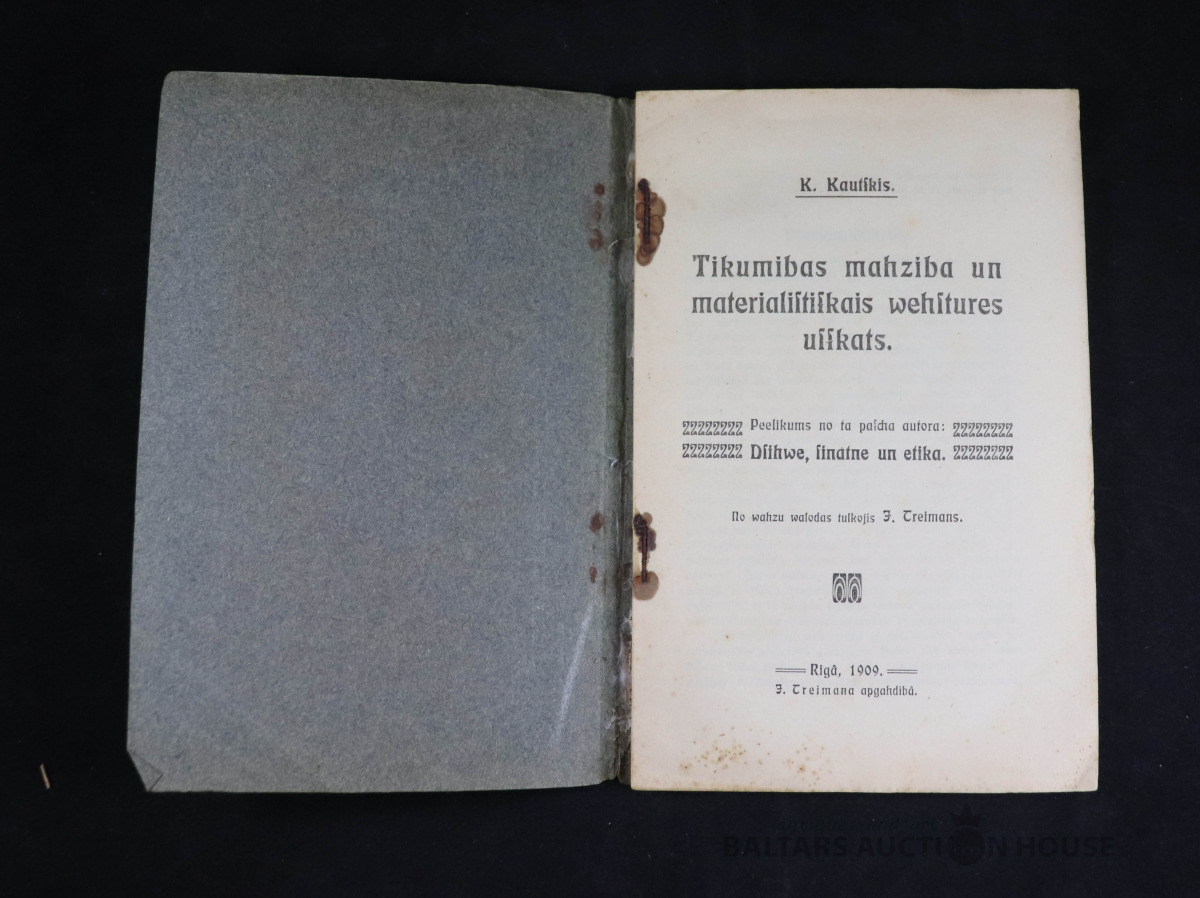 K. Kautſkis.
Tikumibas mahziba un
materialiſtiſkais wehſtures
uſſkats.
Peelikums no ta paſcha autora:
Dſihwe, ſinatne un etika.
No wahzu walodas tulkojis J. Treimans.
Rigâ, 1909.
J. Treimana apgahdibâ.
BALTARS AUCTION HOUSE